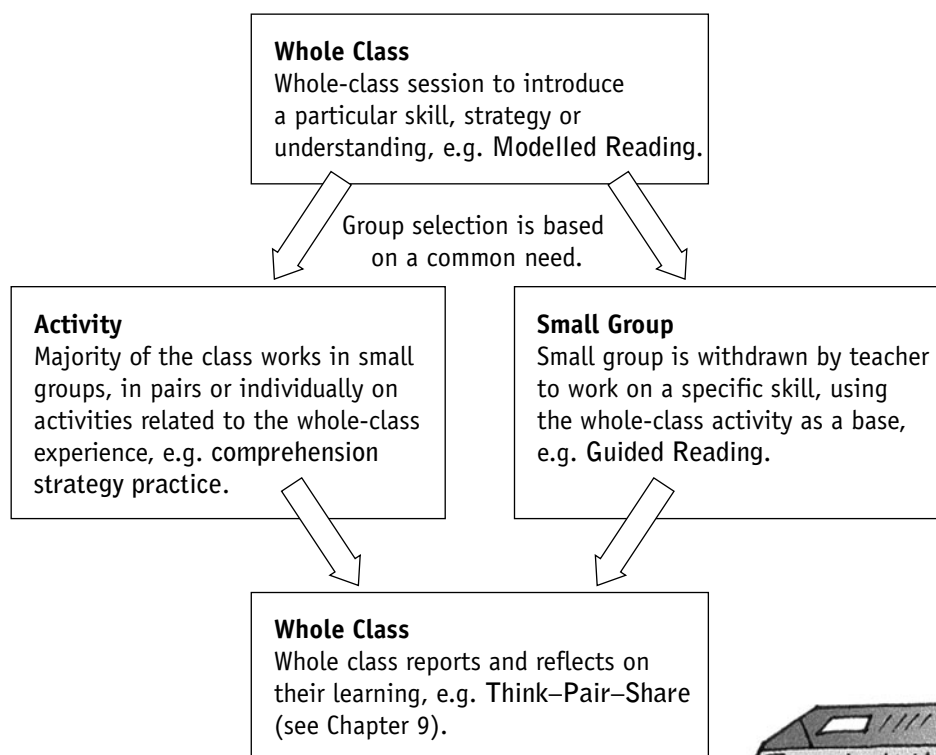 Whole Class
Whole-class session to introduce
a particular skill, strategy or
understanding, e.g. Modelled Reading.
Group selection is based
on a common need.
Activity
Majority of the class works in small
groups, in pairs or individually on
activities related to the whole-class
experience, e.g. comprehension
strategy practice.
Small Group
Small group is withdrawn by teacher
to work on a specific skill, using
the whole-class activity as a base,
e.g. Guided Reading.
Whole Class
Whole class reports and reflects on
their learning, e.g. Think–Pair–Share
(see Chapter 9).